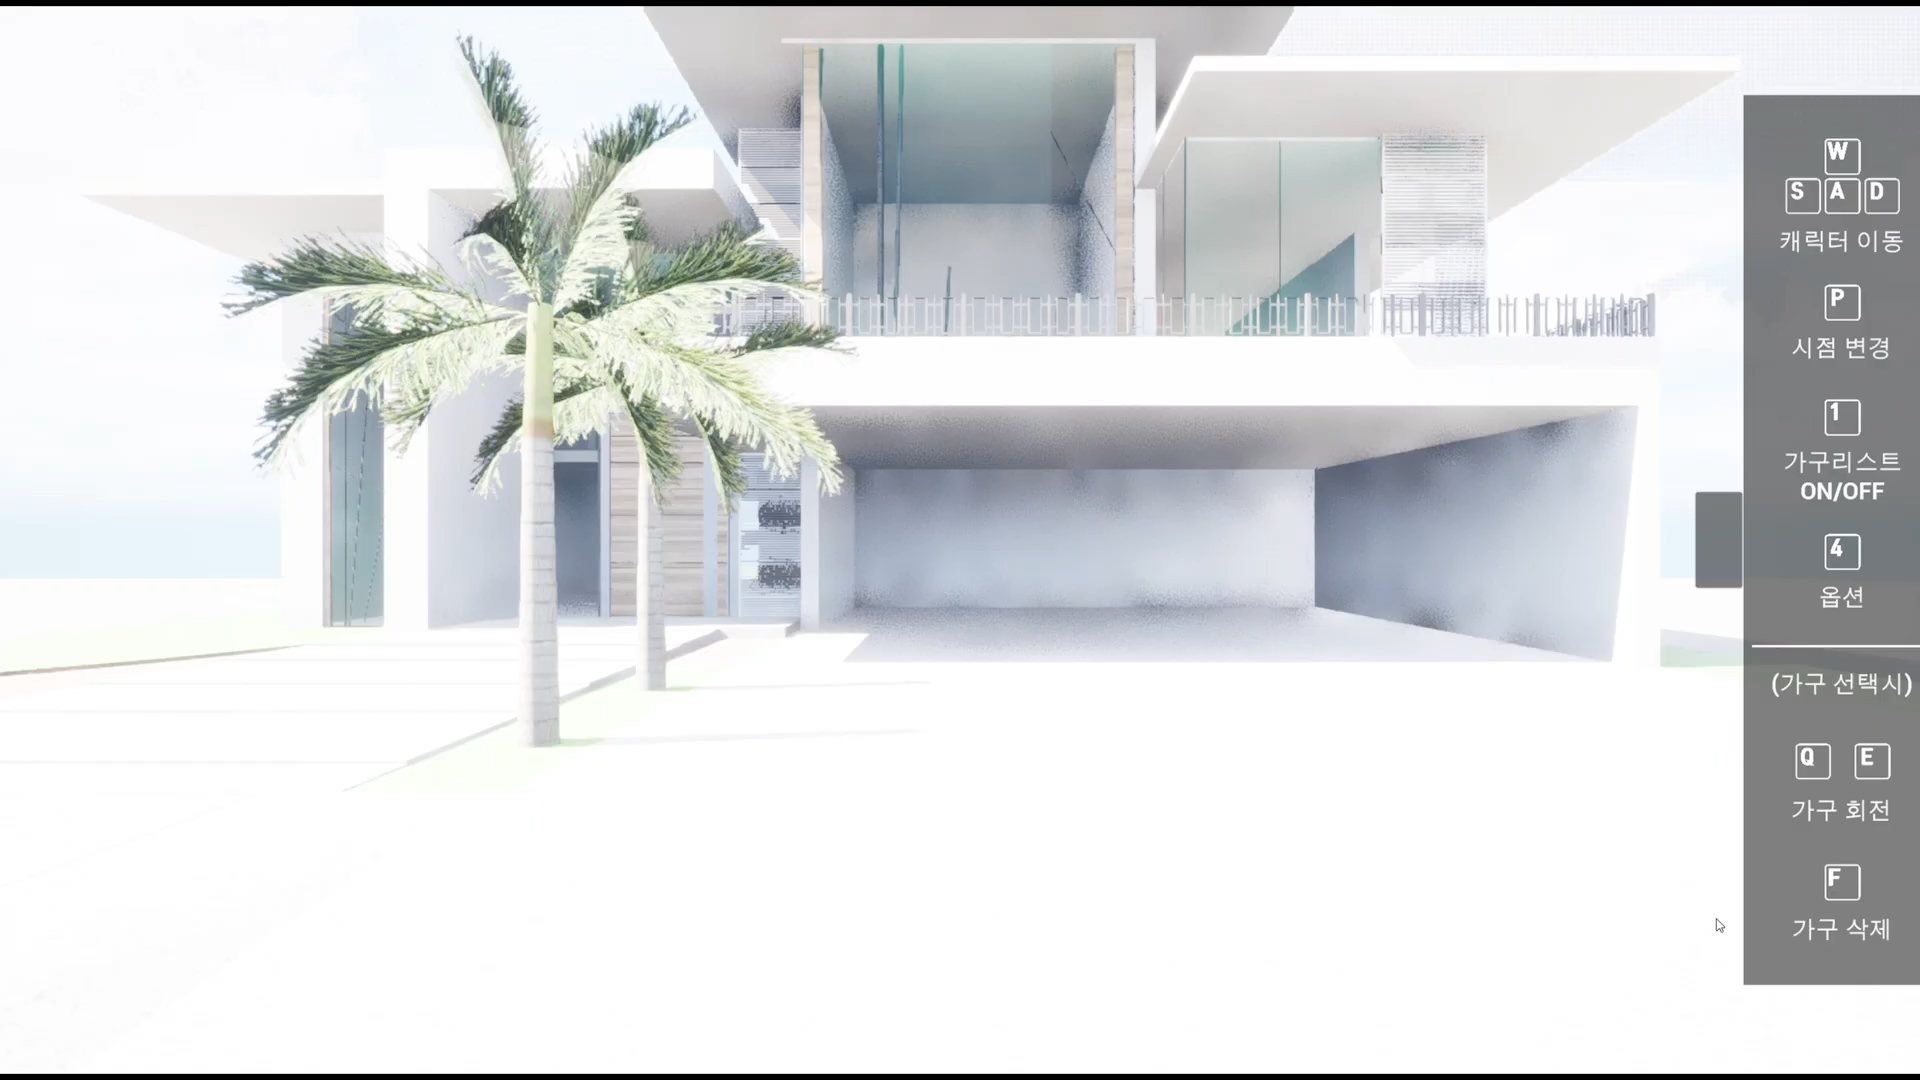 W
S A D
캐릭터 이동
P
시점 변경
1
가구리스트
ON/OFF
4
옵션
(가구 선택시)
Q E
가구 회전
F
가구 삭제